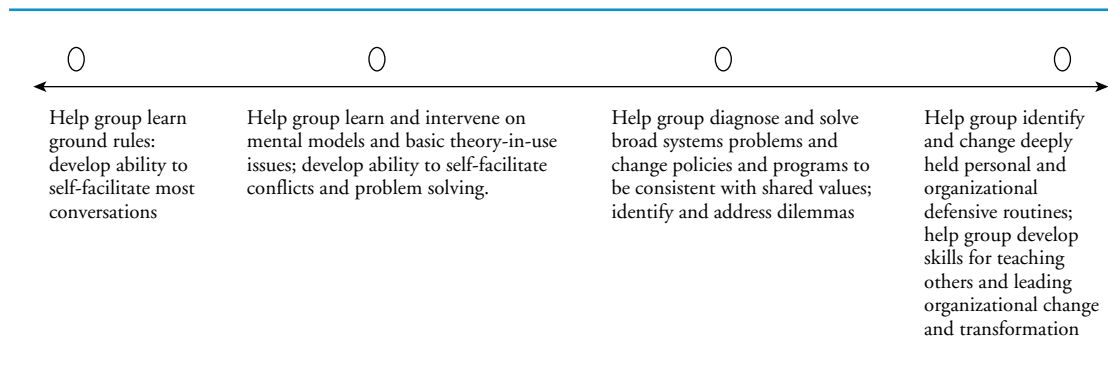 Help group learn
ground rules:
develop ability to
self-facilitate most
conversations
Help group learn and intervene on
mental models and basic theory-in-use
issues; develop ability to self-facilitate
conflicts and problem solving.
Help group diagnose and solve
broad systems problems and
change policies and programs to
be consistent with shared values;
identify and address dilemmas
Help group identify
and change deeply
held personal and
organizational
defensive routines;
help group develop
skills for teaching
others and leading
organizational change
and transformation